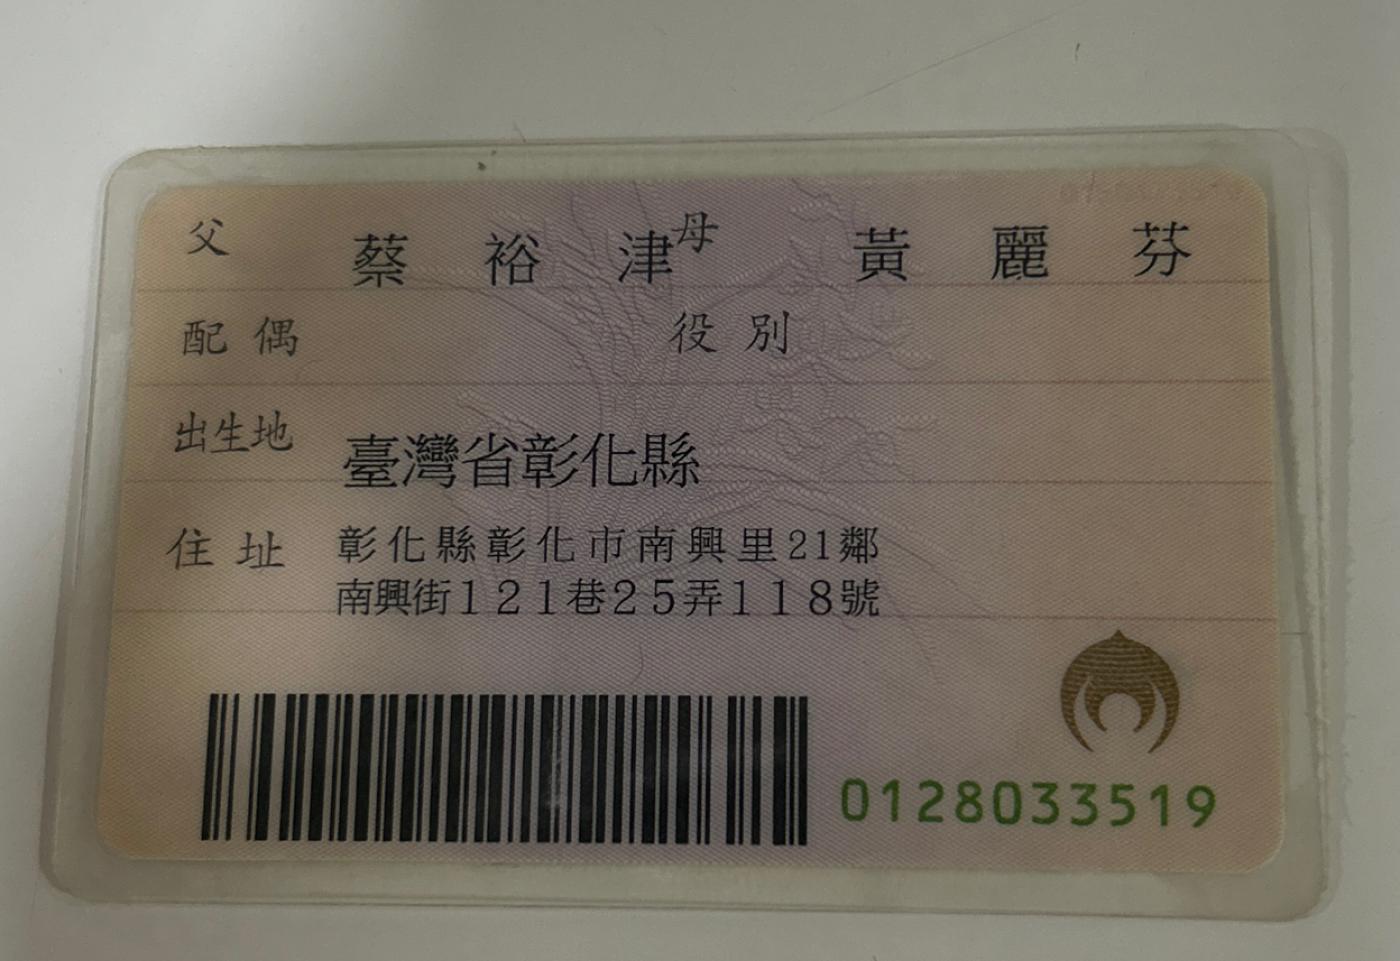 父 蔡裕津 母 黃麗芬
配偶 役別
出生地 臺灣省彰化縣
住址 彰化縣彰化市南興里21鄰
南興街121巷25弄118號
0128033519